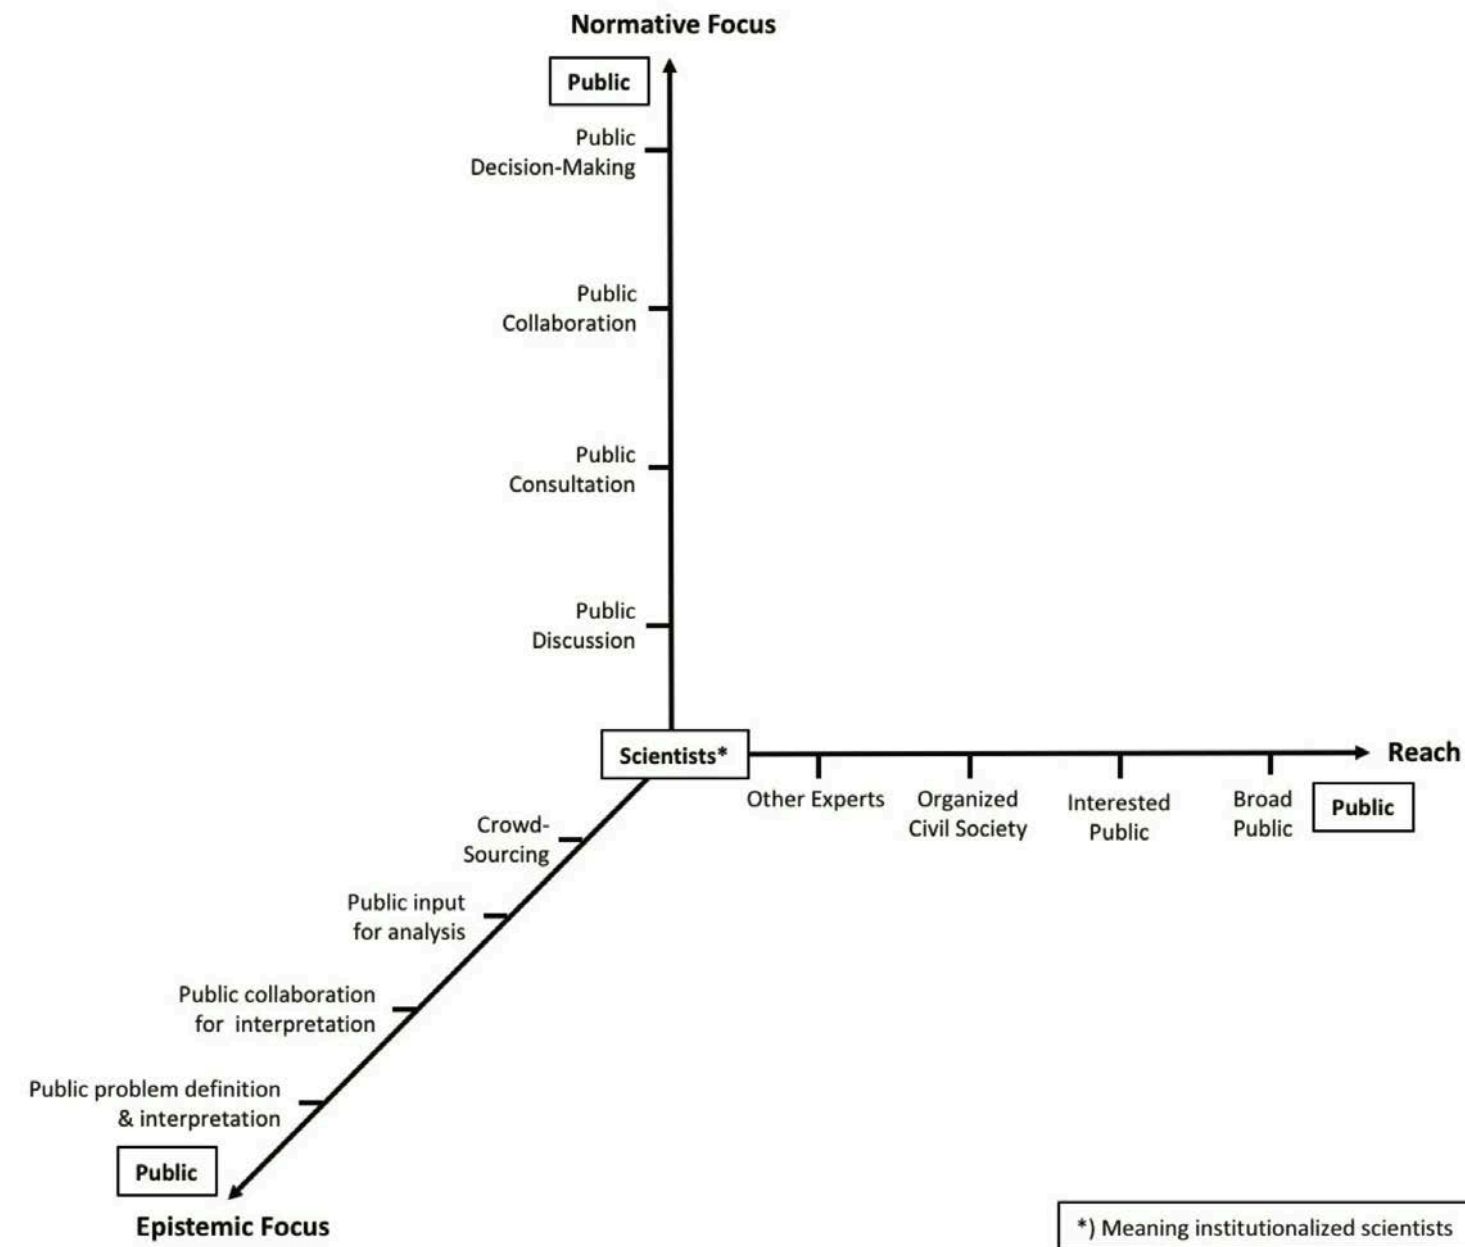 Normative Focus
Public
Public
Decision-Making
Public
Collaboration
Public
Consultation
Public
Discussion
Scientists*
Reach
Other Experts
Organized
Civil Society
Interested
Public
Broad
Public
Public
Crowd-
Sourcing
Public input
for analysis
Public collaboration
for interpretation
Public problem definition
& interpretation
Public
Epistemic Focus
*) Meaning institutionalized scientists